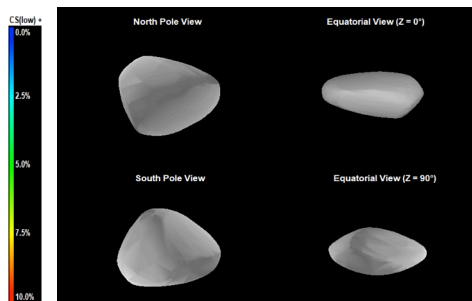 CS(low) +
0.0%
2.5%
5.0%
7.5%
10.0%
North Pole View
Equatorial View (Z = 0°)
South Pole View
Equatorial View (Z = 90°)